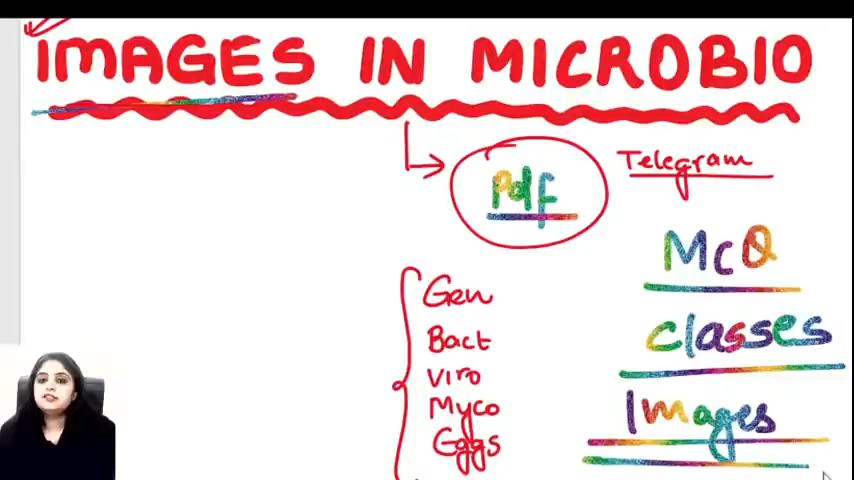 IMAGES IN MICROBIO
Pdf
Telegram
MCQ
classes
Images
Gen
Bact
Viro
Myco
Eggs